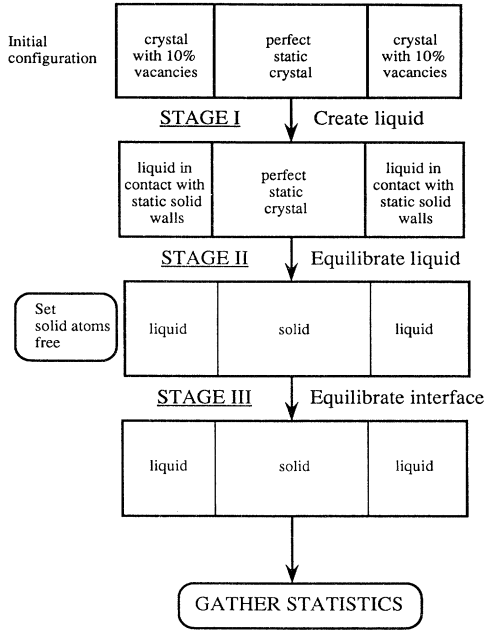 Initial
configuration
crystal
with 10%
vacancies
perfect
static
crystal
crystal
with 10%
vacancies
STAGE I
Create liquid
liquid in
contact with
static solid
walls
perfect
static
crystal
liquid in
contact with
static solid
walls
STAGE II
Equilibrate liquid
Set
solid atoms
free
liquid
solid
liquid
STAGE III
Equilibrate interface
liquid
solid
liquid
GATHER STATISTICS